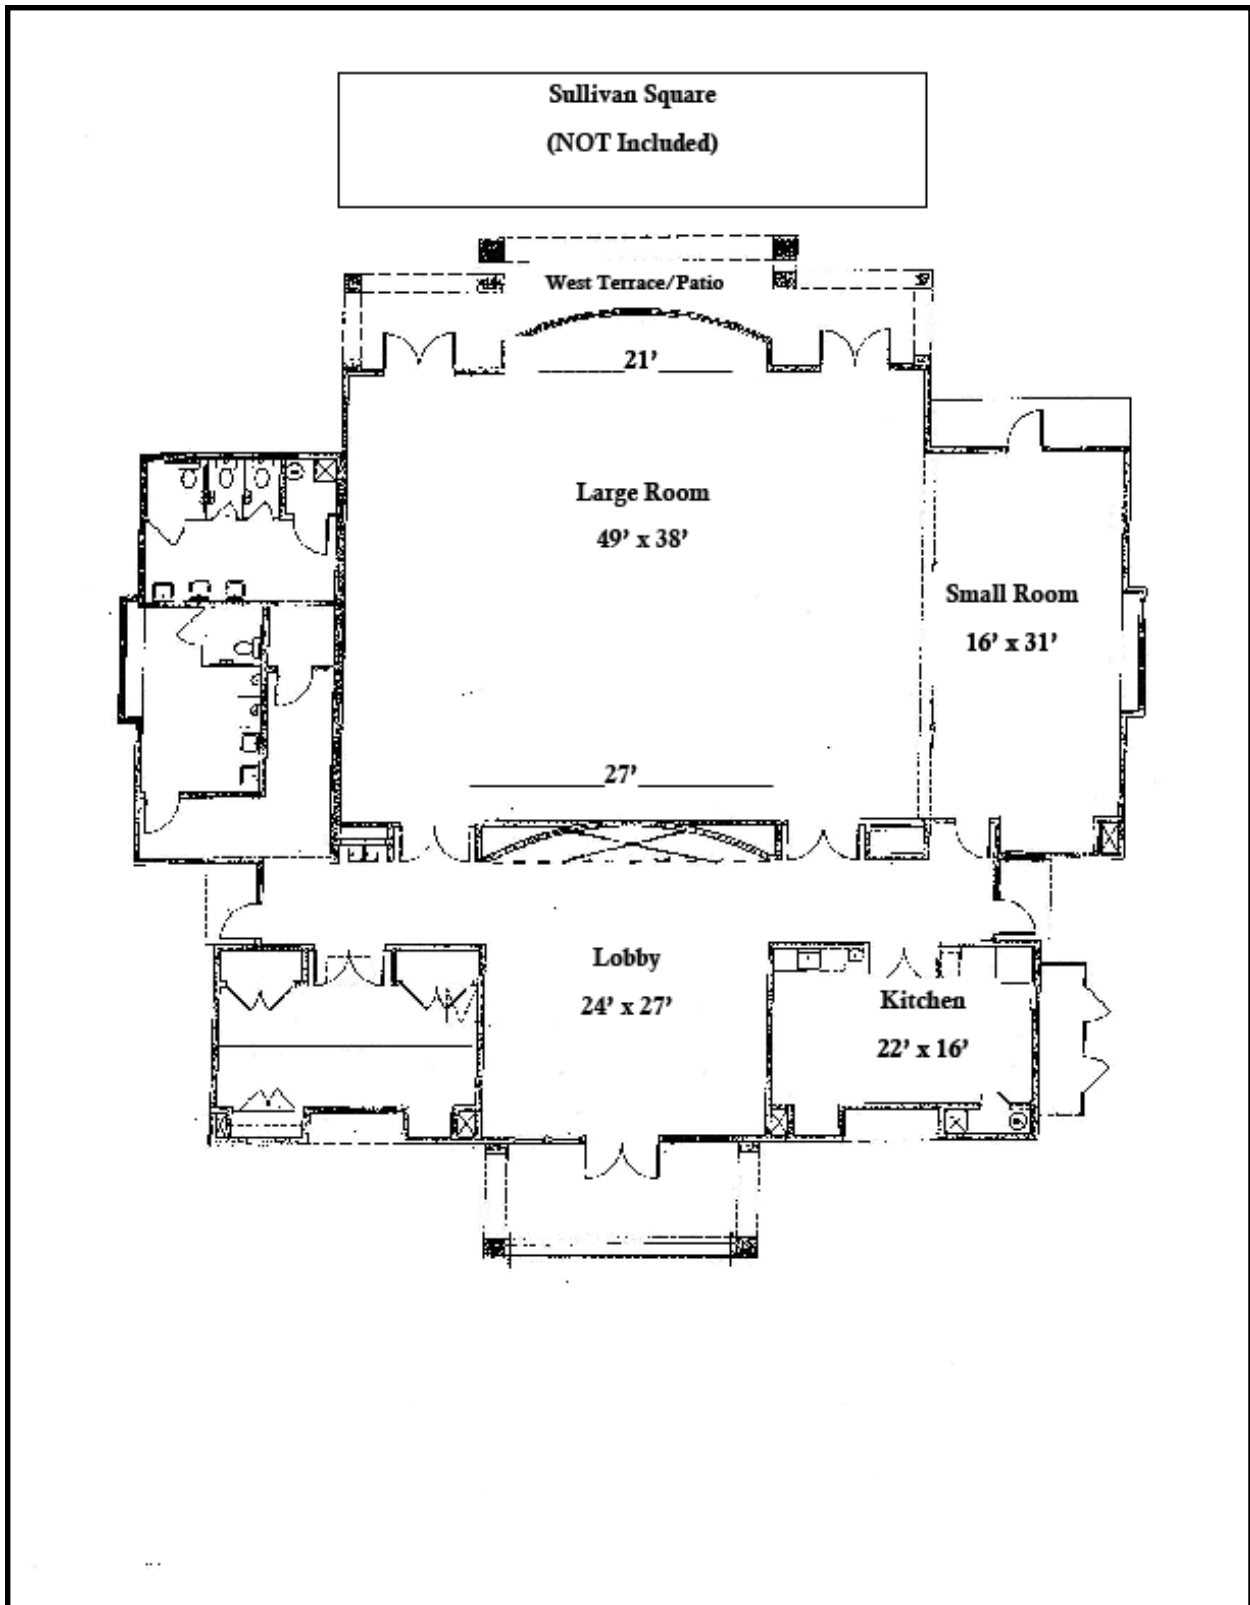 Sullivan Square
(NOT Included)
West Terrace/Patio
21’
Large Room
49’ x 38’
Small Room
16’ x 31’
27’
Lobby
24’ x 27’
Kitchen
22’ x 16’